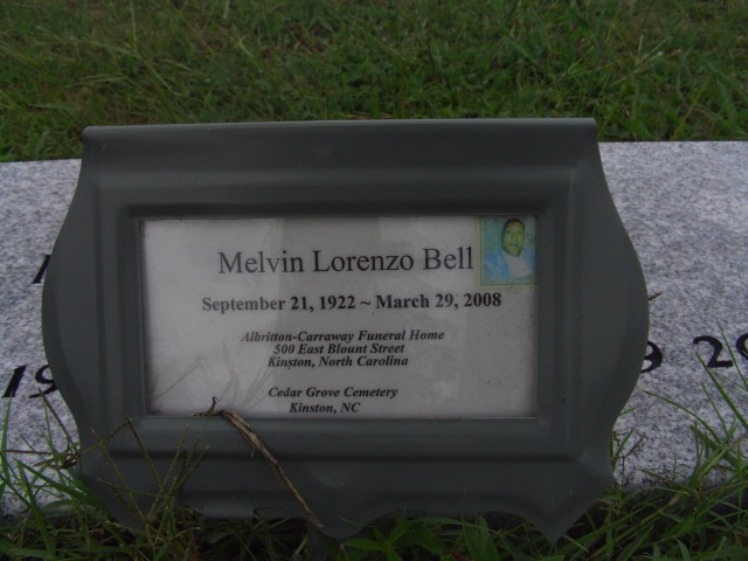 Melvin Lorenzo Bell
September 21, 1922 ~ March 29, 2008
Albritton-Carraway Funeral Home
500 East Blount Street
Kinston, North Carolina
Cedar Grove Cemetery
Kinston, NC